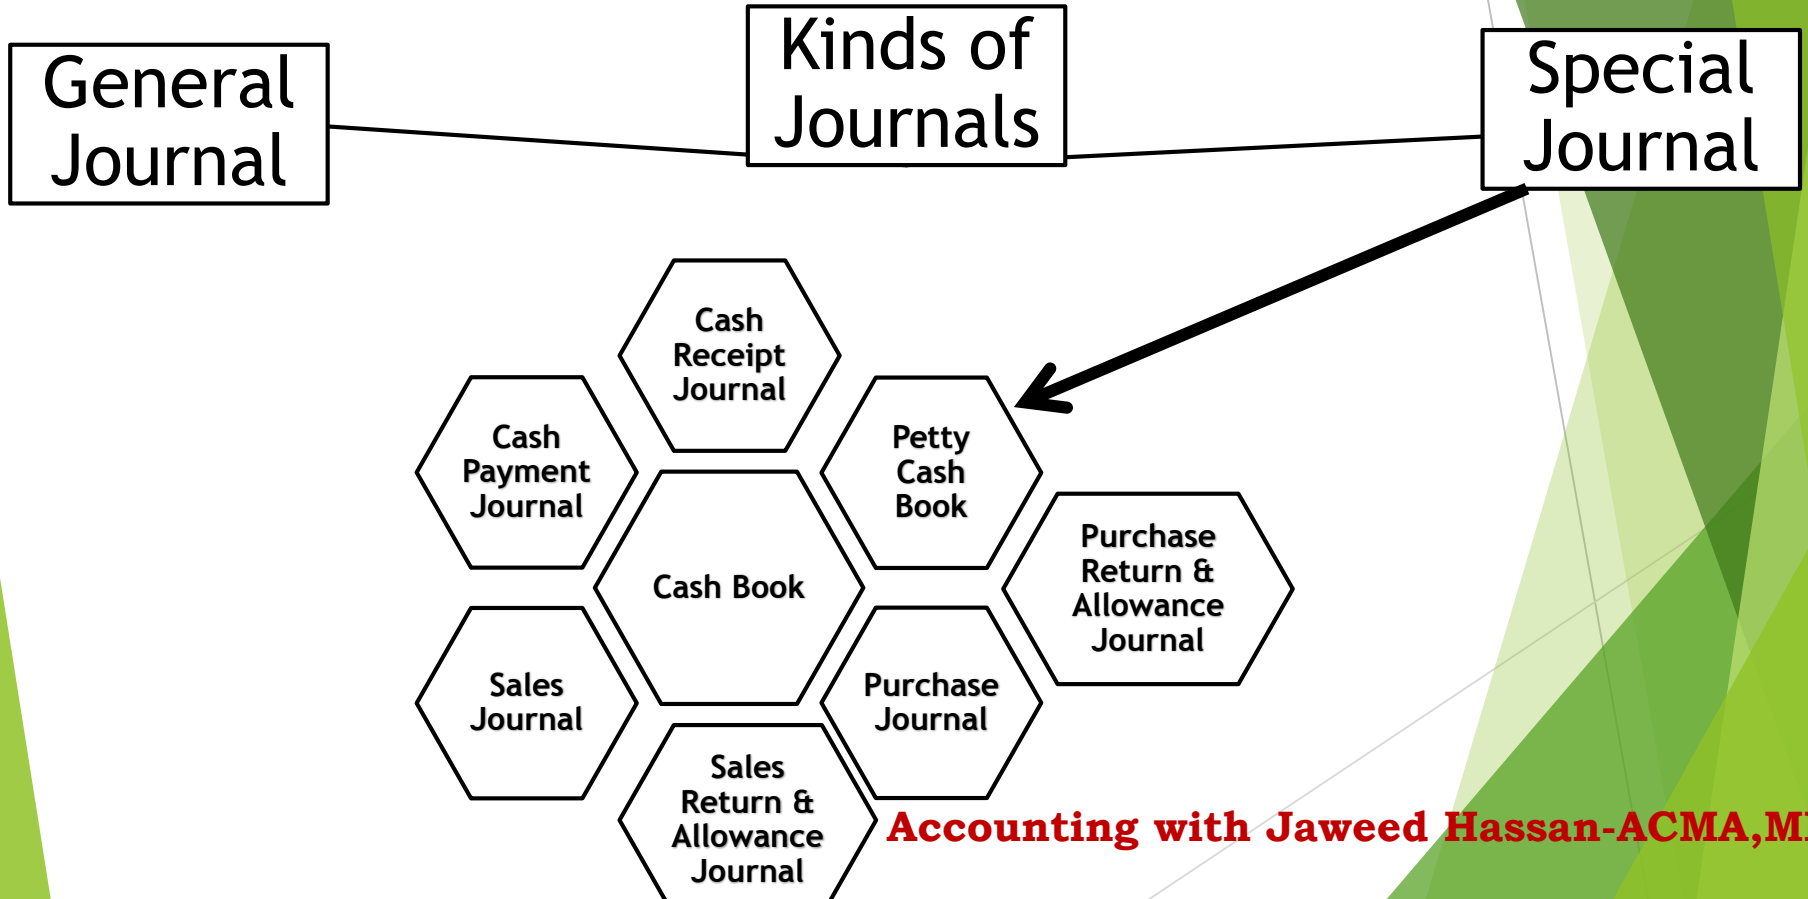 General
Journal
Kinds of
Journals
Special
Journal
Cash
Receipt
Journal
Cash
Payment
Journal
Petty
Cash
Book
Purchase
Return &
Allowance
Journal
Cash Book
Sales
Journal
Purchase
Journal
Sales
Return &
Allowance
Journal
Accounting with Jaweed Hassan-ACMA,